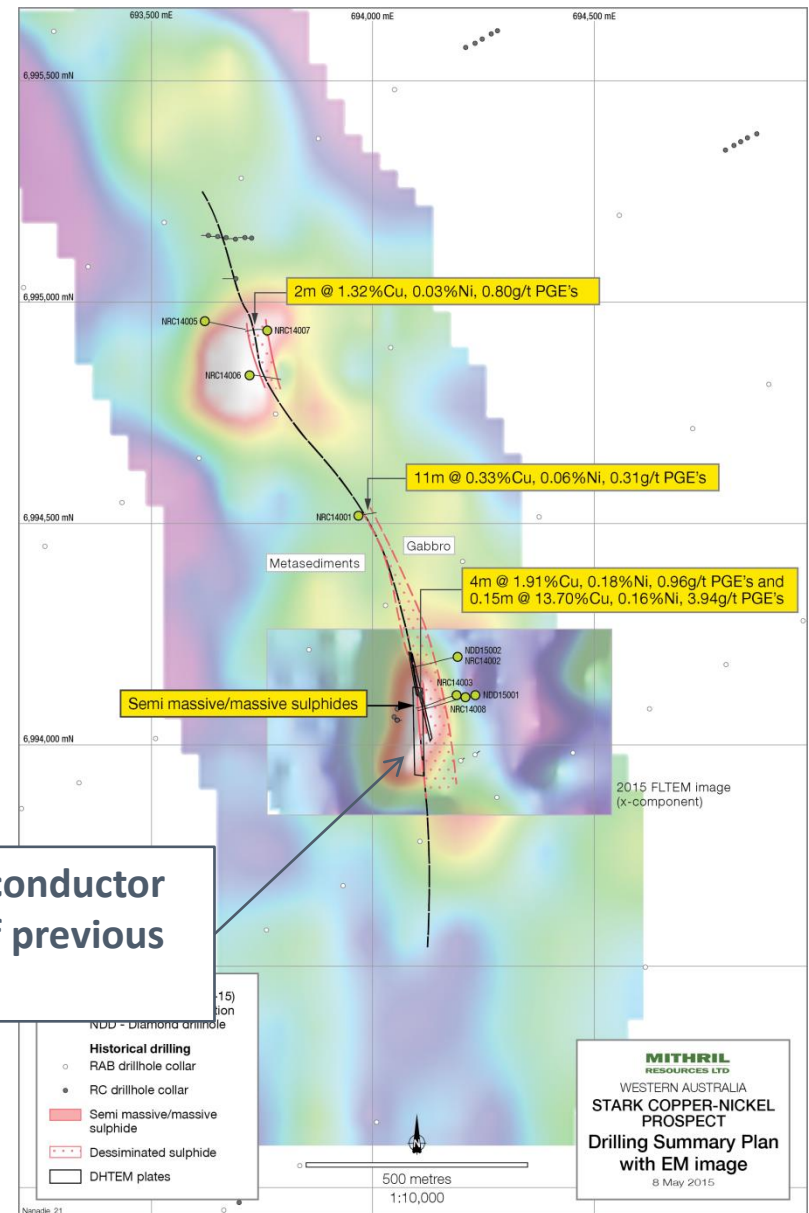 693,500 mE
694,000 mE
694,500 mE
6,995,500 mN
6,995,000 mN
2m @ 1.32%Cu, 0.03%Ni, 0.80g/t PGE's
NRC14005
NRC14007
NRC14006
11m @ 0.33%Cu, 0.06%Ni, 0.31g/t PGE's
NRC14001
6,994,500 mN
Gabbro
Metasediments
4m @ 1.91%Cu, 0.18%Ni, 0.96g/t PGE's and
0.15m @ 13.70%Cu, 0.16%Ni, 3.94g/t PGE's
NDD15002
NRC14002
NRC14003
NDD15001
NRC14008
Semi massive/massive sulphides
6,994,000 mN
2015 FLTEM image
(x-component)
conductor
f previous
-15)
tion
NDD - Diamond drillhole
Historical drilling
RAB drillhole collar
RC drillhole collar
Semi massive/massive
sulphide
Dessiminated sulphide
DHTEM plates
N
500 metres
1:10,000
MITHRIL
RESOURCES LTD
WESTERN AUSTRALIA
STARK COPPER-NICKEL
PROSPECT
Drilling Summary Plan
with EM image
8 May 2015
Nanadie_21